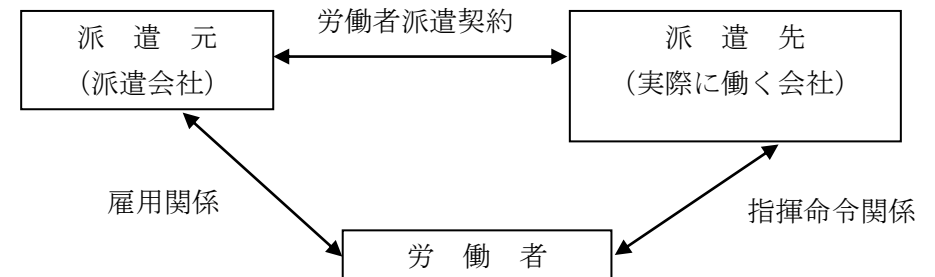 労働者派遣契約
派 遣 元
（派遣会社）
派 遣 先
（実際に働く会社）
雇用関係
指揮命令関係
労 働 者